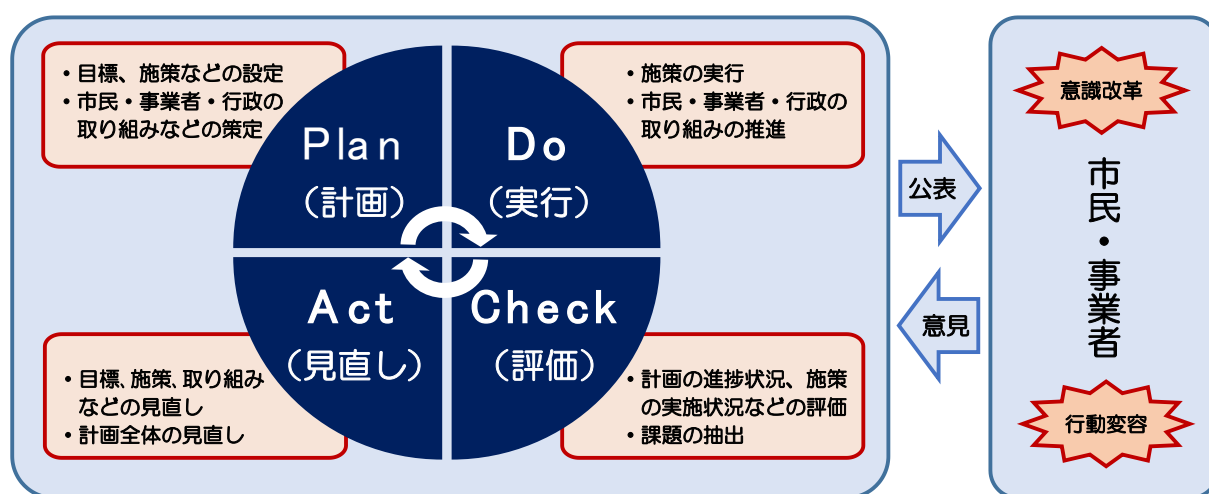 ・目標、施策などの設定
・市民・事業者・行政の
取り組みなどの策定
Plan
(計画)
・施策の実行
・市民・事業者・行政の
取り組みの推進
Do
(実行)
・計画の進捗状況、施策
の実施状況などの評価
・課題の抽出
Check
(評価)
・目標、施策、取り組み
などの見直し
・計画全体の見直し
Act
(見直し)
公表
意見
意識改革
市民・事業者
行動変容